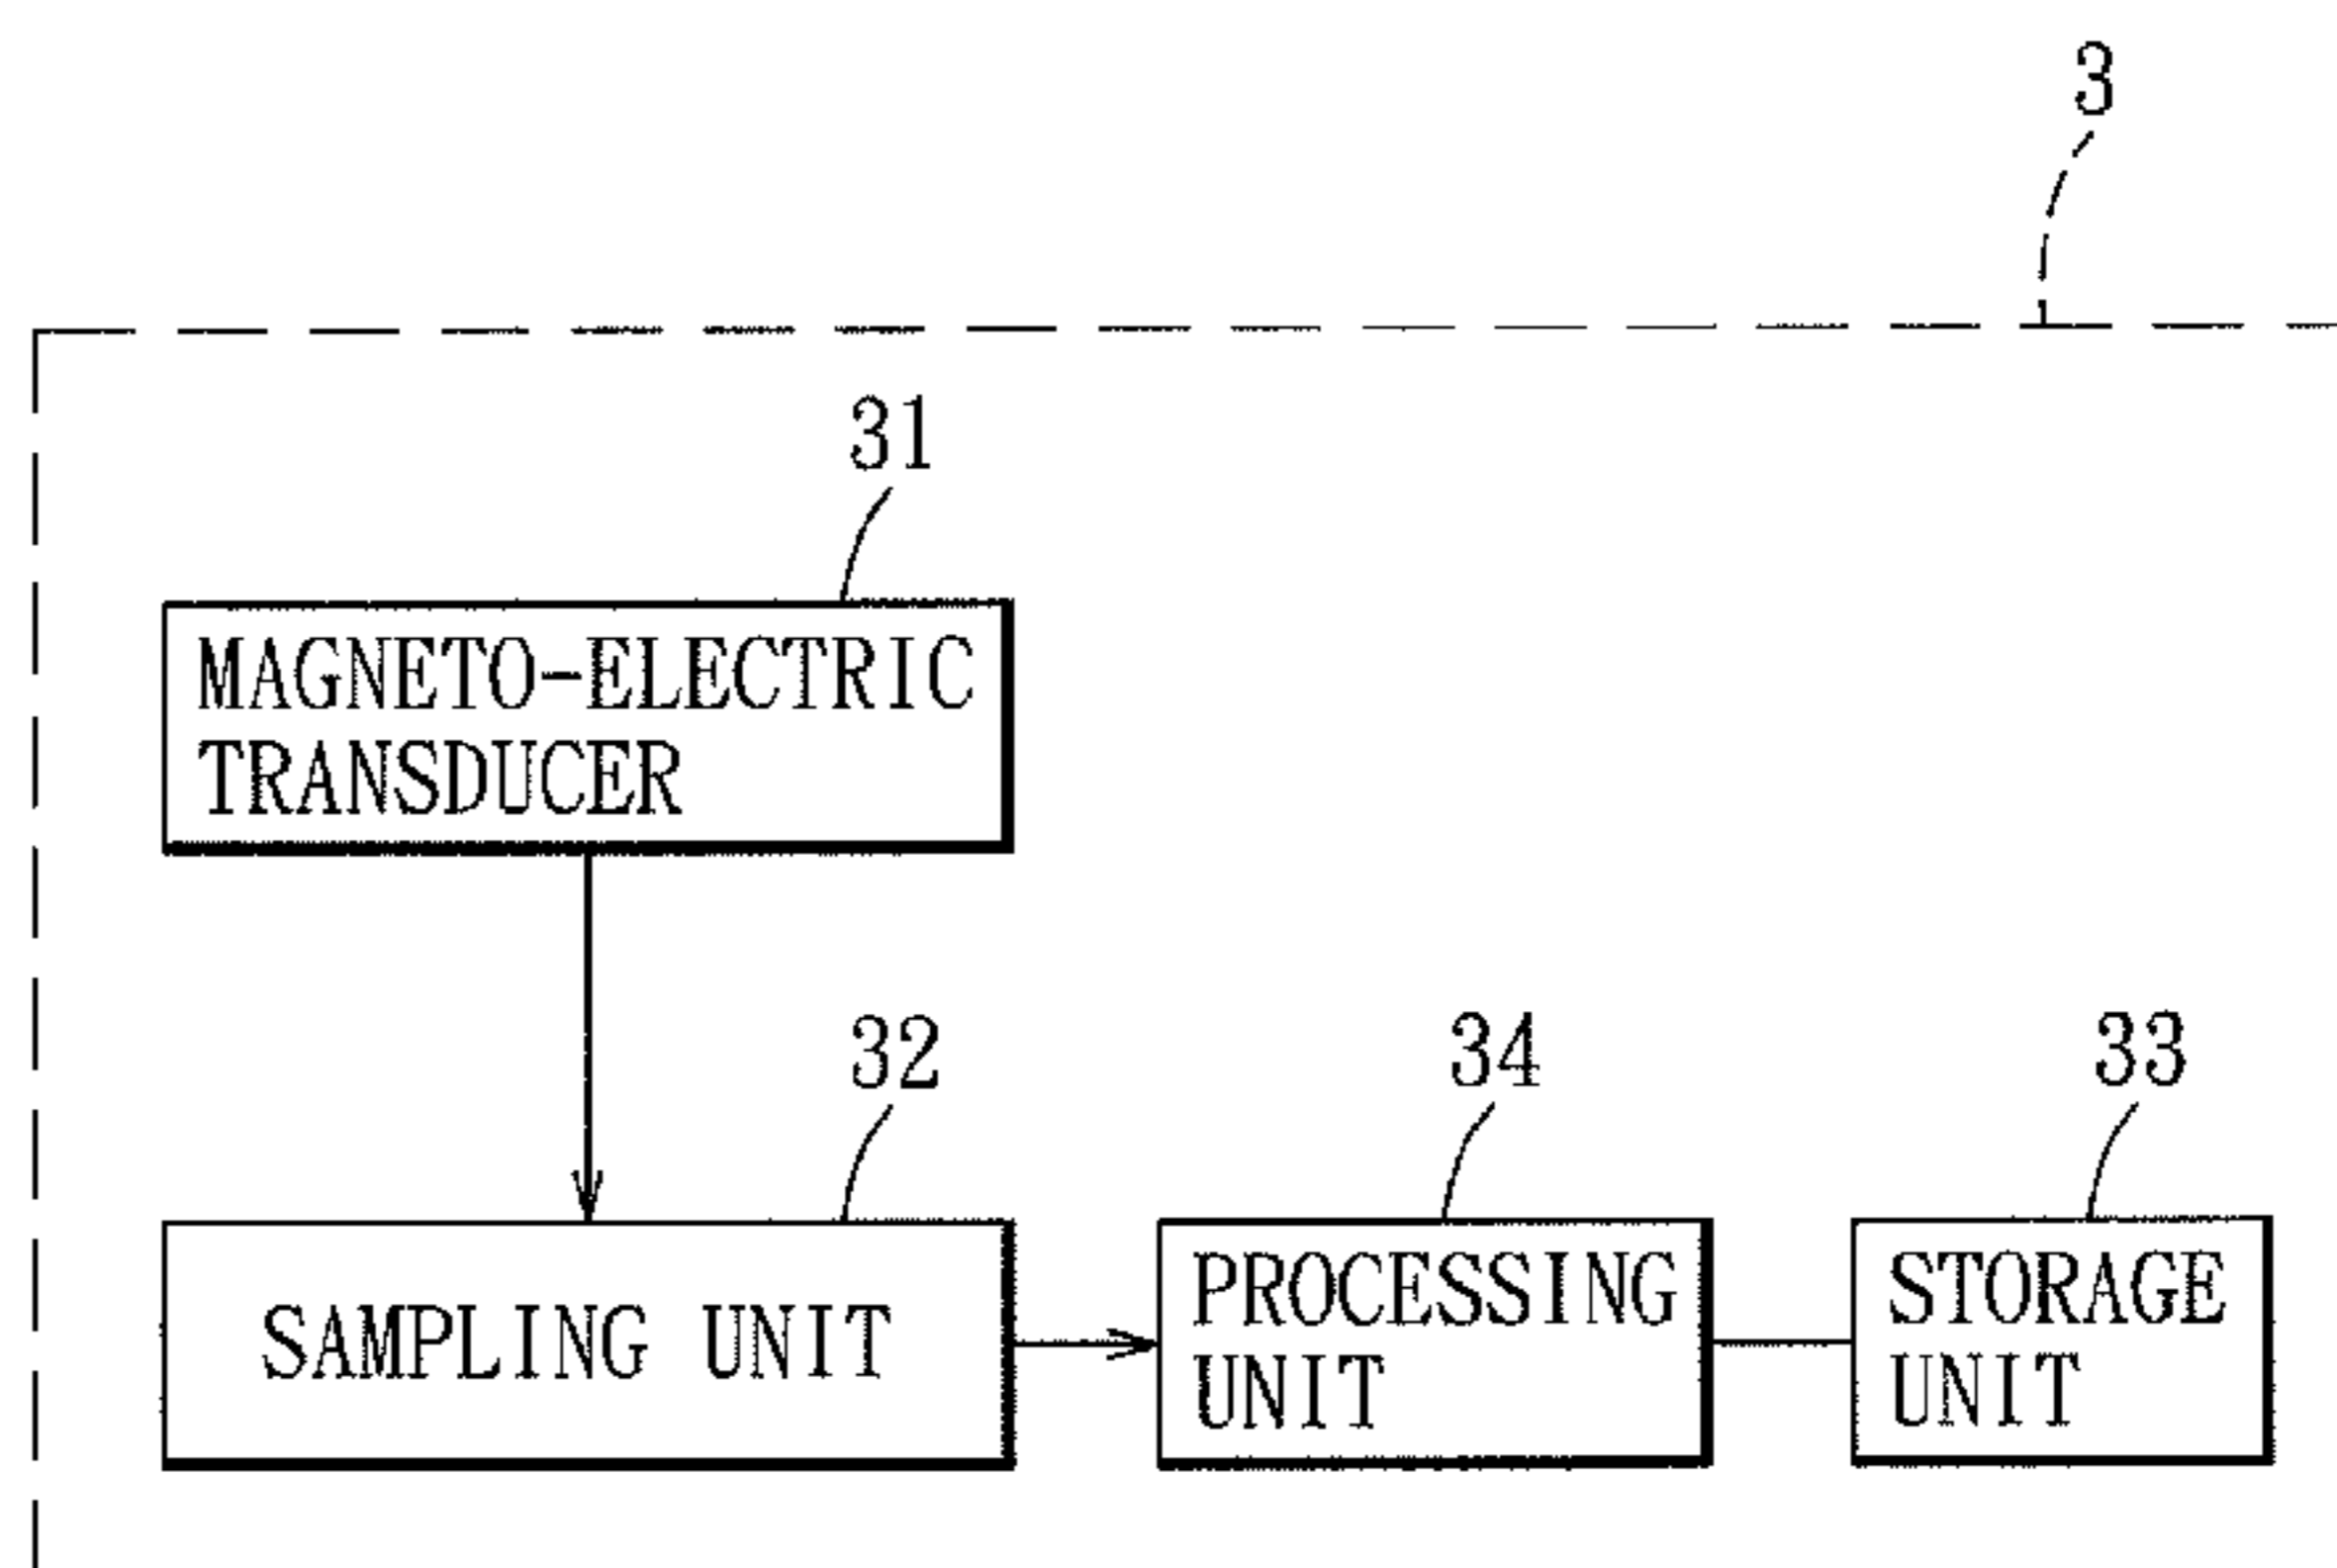 3
31
MAGNETO-ELECTRIC
TRANSDUCER
32
34
33
SAMPLING UNIT
PROCESSING
UNIT
STORAGE
UNIT